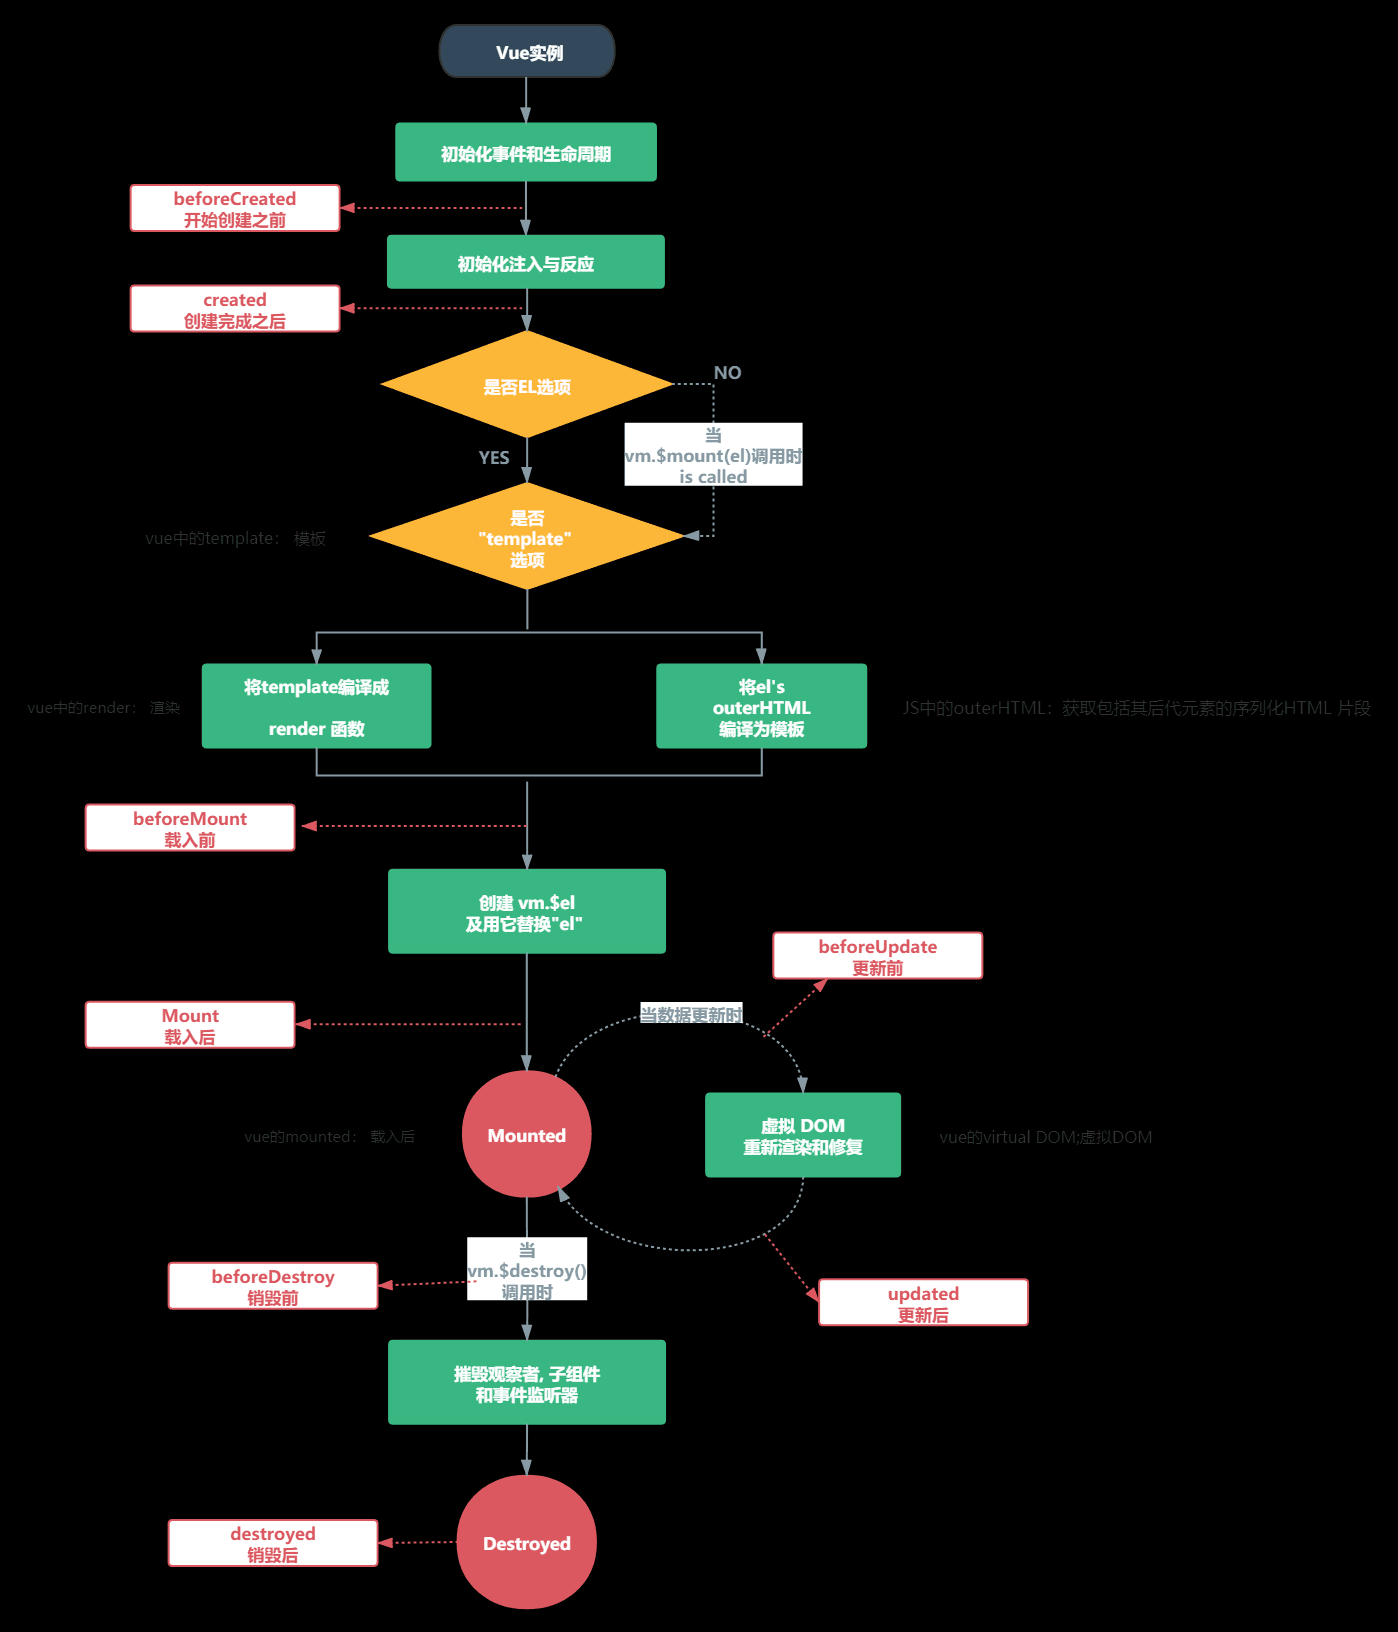 Vue实例
初始化事件和生命周期
beforeCreated
开始创建之前
初始化注入与反应
created
创建完成之后
是否EL选项
NO
当
vm.$mount(el)调用时
is called
YES
是否
"template"
选项
vue中的template： 模板
将template编译成
render 函数
vue中的render： 渲染
将el's
outerHTML
编译为模板
JS中的outerHTML：获取包括其后代元素的序列化HTML 片段
beforeMount
载入前
创建 vm.$el
及用它替换"el"
beforeUpdate
更新前
Mount
载入后
当数据更新时
Mounted
vue的mounted： 载入后
虚拟 DOM
重新渲染和修复
vue的virtual DOM;虚拟DOM
当
vm.$destroy()
调用时
beforeDestroy
销毁前
updated
更新后
摧毁观察者, 子组件
和事件监听器
Destroyed
destroyed
销毁后